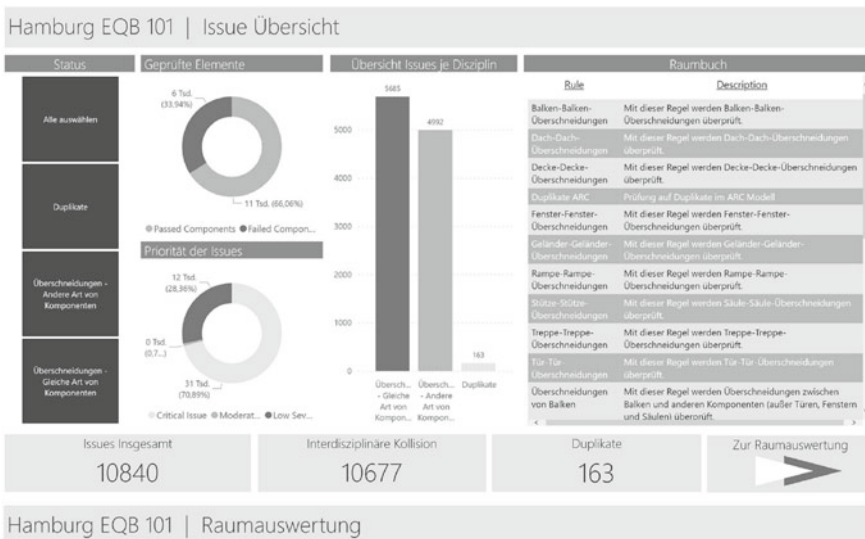 Hamburg EQB 101 | Issue Übersicht
Status
Alle auswählen
Duplikate
Überschneidungen -
Andere Art von
Komponenten
Überschneidungen -
Gleiche Art von
Komponenten
Geprüfte Elemente
6 Tsd.
(33,94%)
11 Tsd. (66,06%)
Passed Components Failed Compon...
Priorität der Issues
12 Tsd.
(28,36%)
0 Tsd.
(0,7...)
31 Tsd.
(70,89%)
Critical Issue Moderat... Low Sev...
Übersicht Issues je Disziplin
5685
4992
163
5000
4000
3000
2000
1000
0
Übersch...
- Gleiche
Art von
Kompon...
Übersch...
- Andere
Art von
Kompon...
Duplikate
Raumbuch
Rule Description
Balken-Balken- Mit dieser Regel werden Balken-Balken-
Überschneidungen Überschneidungen überprüft.
Dach-Dach- Mit dieser Regel werden Dach-Dach-Überschneidungen
Überschneidungen überprüft.
Decke-Decke- Mit dieser Regel werden Decke-Decke-Überschneidungen
Überschneidungen überprüft.
Duplikate ARC Prüfung auf Duplikate im ARC Modell
Fenster-Fenster- Mit dieser Regel werden Fenster-Fenster-
Überschneidungen Überschneidungen überprüft.
Geländer-Geländer- Mit dieser Regel werden Geländer-Geländer-
Überschneidungen Überschneidungen überprüft.
Rampe-Rampe- Mit dieser Regel werden Rampe-Rampe-
Überschneidungen Überschneidungen überprüft.
Stütze-Stütze- Mit dieser Regel werden Säule-Säule-Überschneidungen
Überschneidungen überprüft.
Treppe-Treppe- Mit dieser Regel werden Treppe-Treppe-
Überschneidungen Überschneidungen überprüft.
Tür-Tür- Mit dieser Regel werden Tür-Tür-Überschneidungen
Überschneidungen überprüft.
Überschneidungen Mit dieser Regel werden Überschneidungen zwischen
von Balken Balken und anderen Komponenten (außer Türen, Fenstern
und Säulen) überprüft.
Issues Insgesamt
10840
Interdisziplinäre Kollision
10677
Duplikate
163
Zur Raumauswertung
Hamburg EQB 101 | Raumauswertung